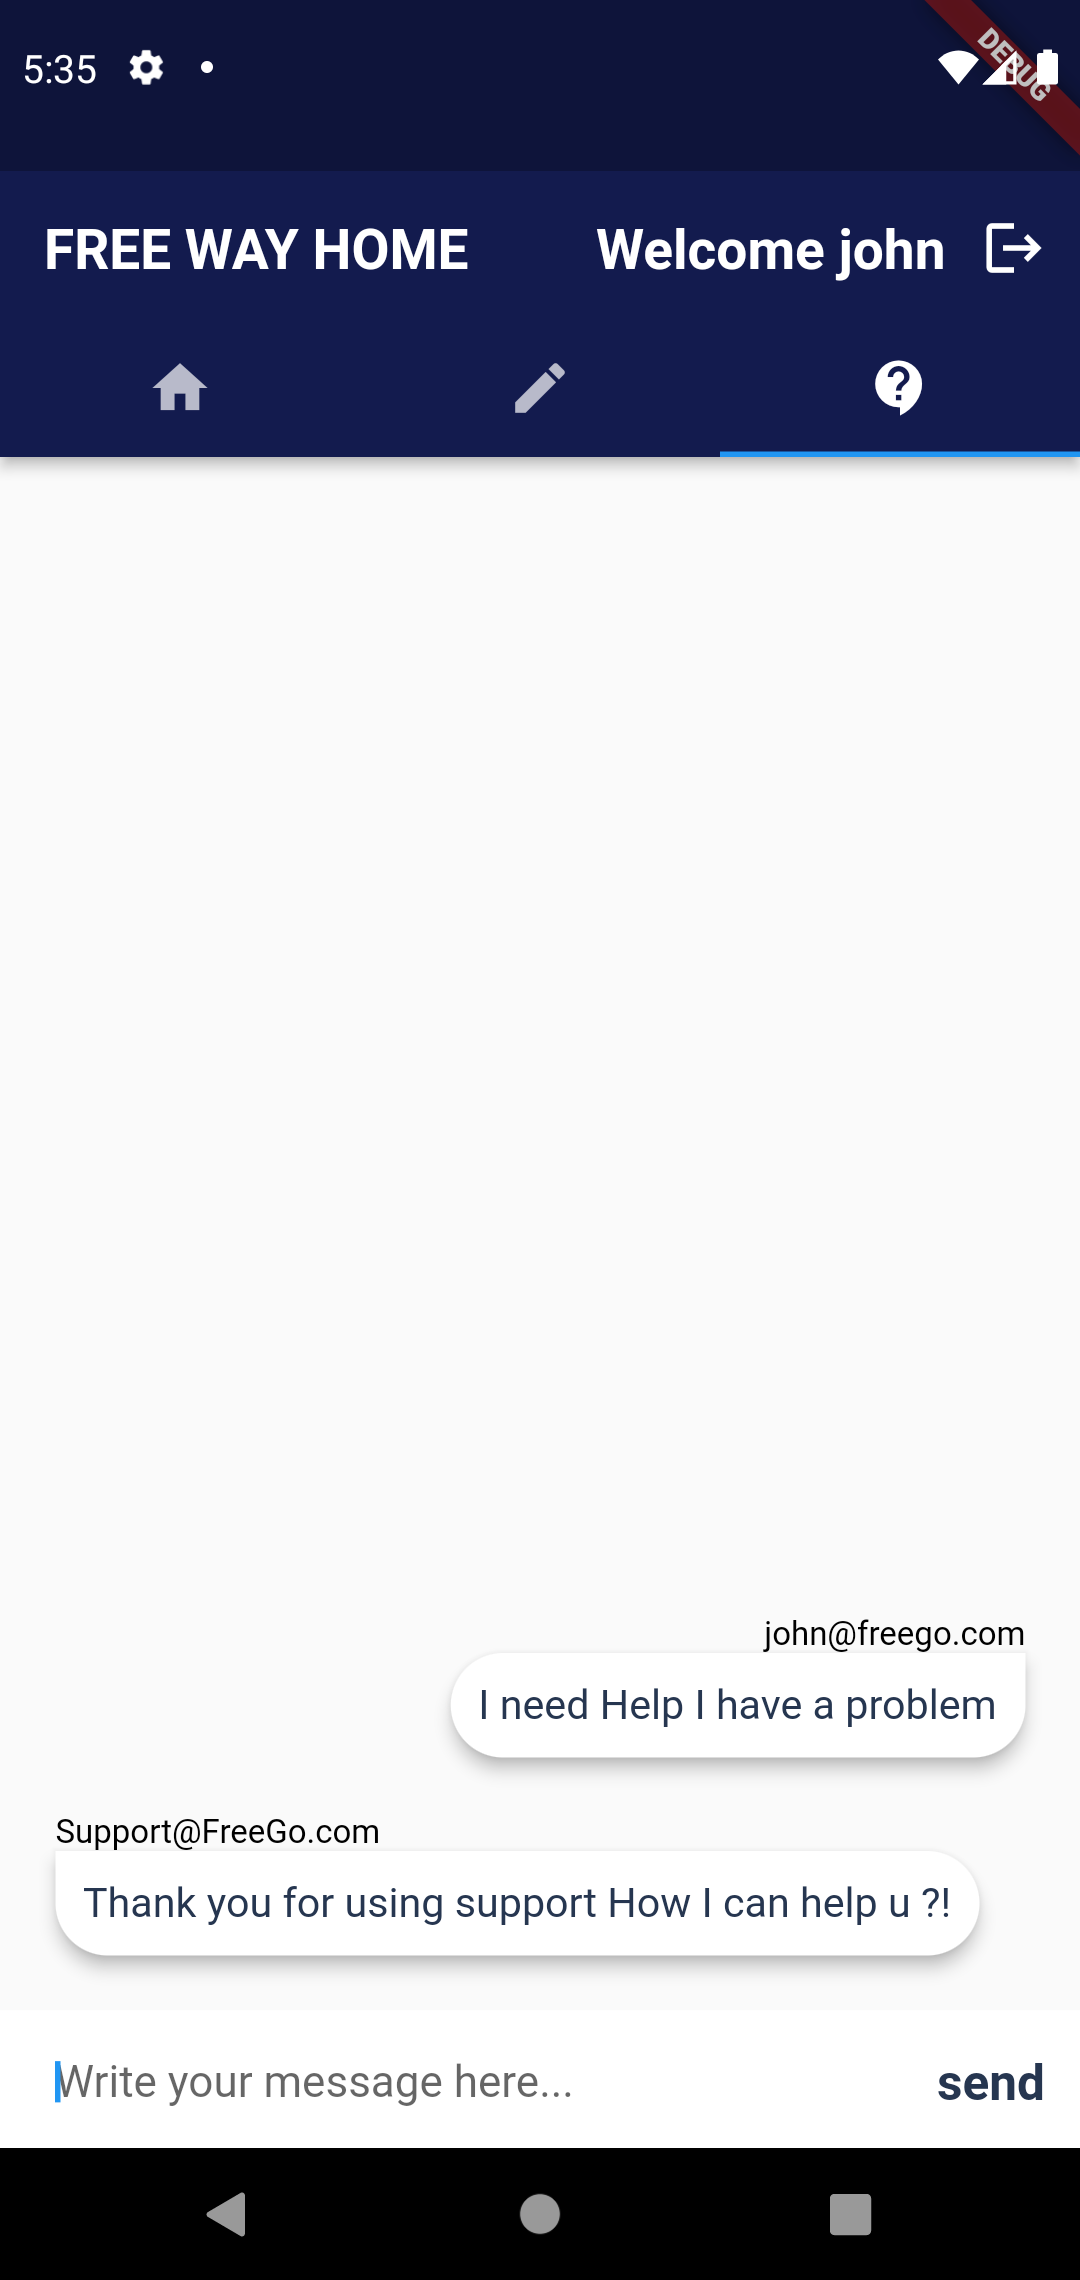 5:35
DEBUG
FREE WAY HOME Welcome john
john@freego.com
I need Help I have a problem
Support@FreeGo.com
Thank you for using support How I can help u ?!
Write your message here... send